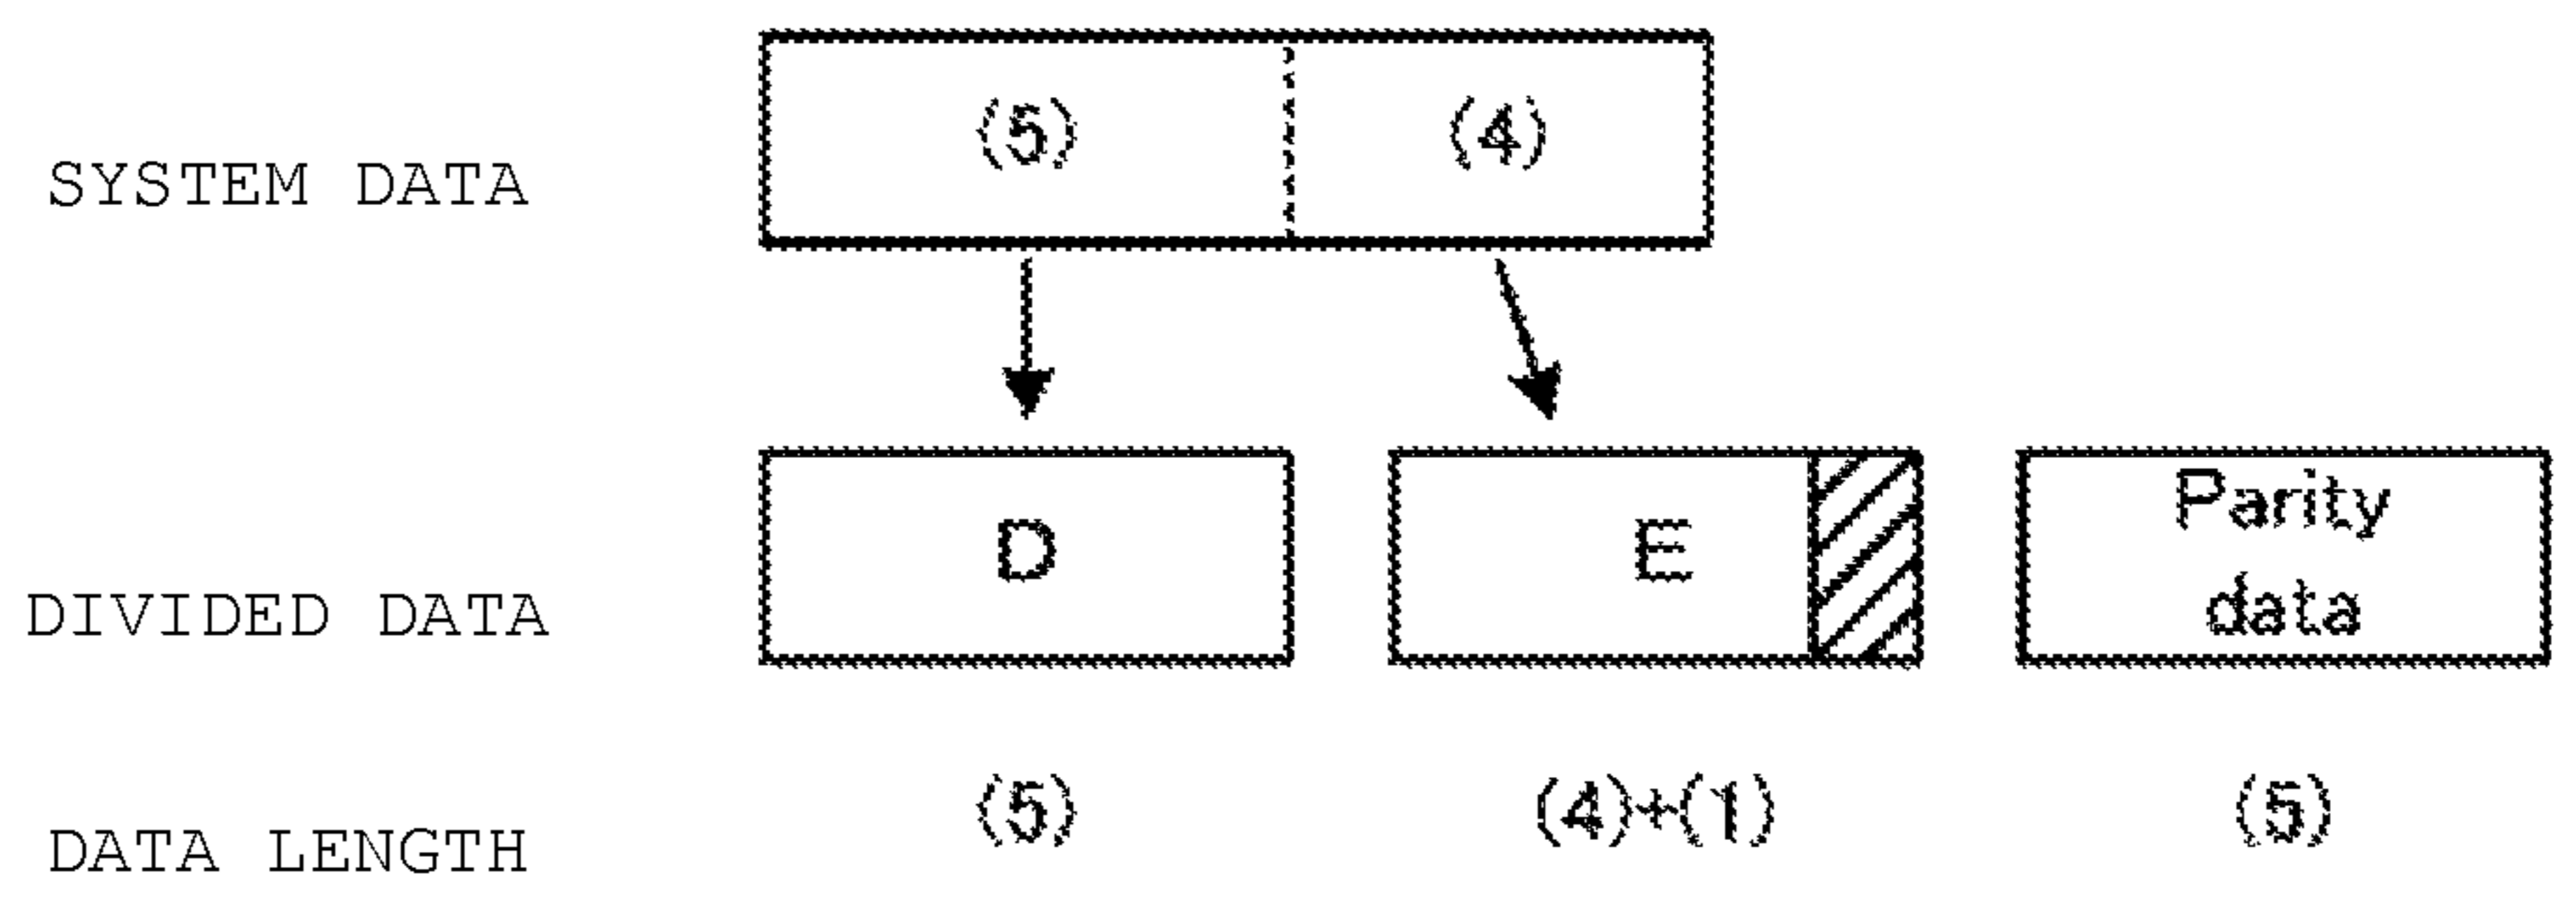 SYSTEM DATA
(5)
(4)
DIVIDED DATA
D
E
Parity
data
DATA LENGTH
(5)
(4)+(1)
(5)